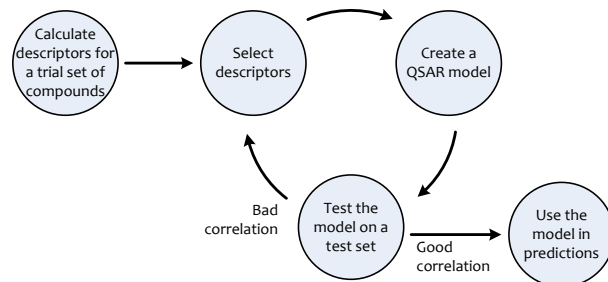 Calculate
descriptors for
a trial set of
compounds
Select
descriptors
Create a
QSAR model
Bad
correlation
Test the
model on a
test set
Good
correlation
Use the
model in
predictions